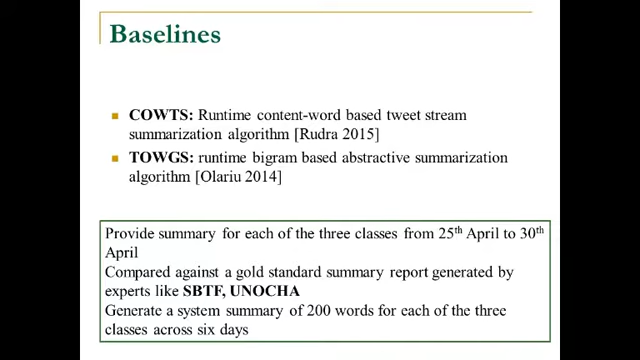 Baselines
COWTS: Runtime content-word based tweet stream
summarization algorithm [Rudra 2015]
TOWGS: runtime bigram based abstractive summarization
algorithm [Olariu 2014]
Provide summary for each of the three classes from 25th April to 30th
April
Compared against a gold standard summary report generated by
experts like SBTF, UNOCHA
Generate a system summary of 200 words for each of the three
classes across six days